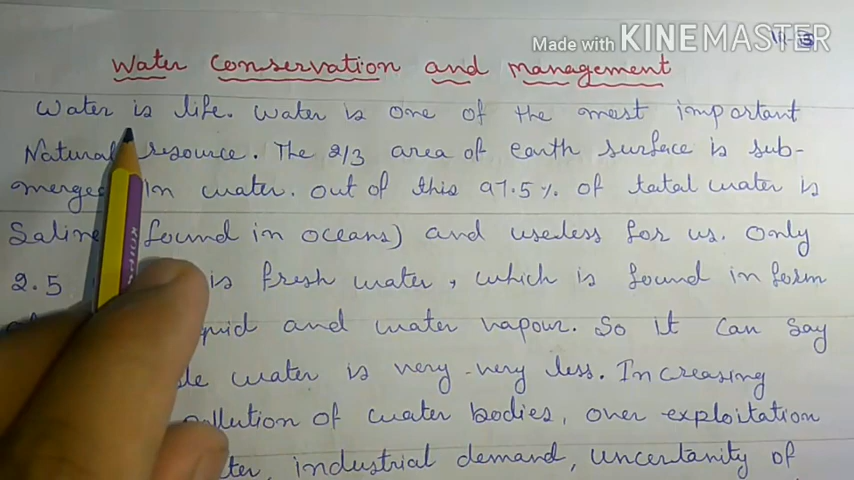 Made with KINEMASTER
Water Conservation and management
Water is life. Water is one of the most important
Natural resource. The 2/3 area of earth surface is sub-
merged in water. out of this 97.5% of total water is
Saline found in oceans) and useless for us. Only
2.5 is fresh water, which is found in form
and water vapour. So it can say
water is very-very less. Increasing
of water bodies, over exploitation
industrial demand, uncertanity of